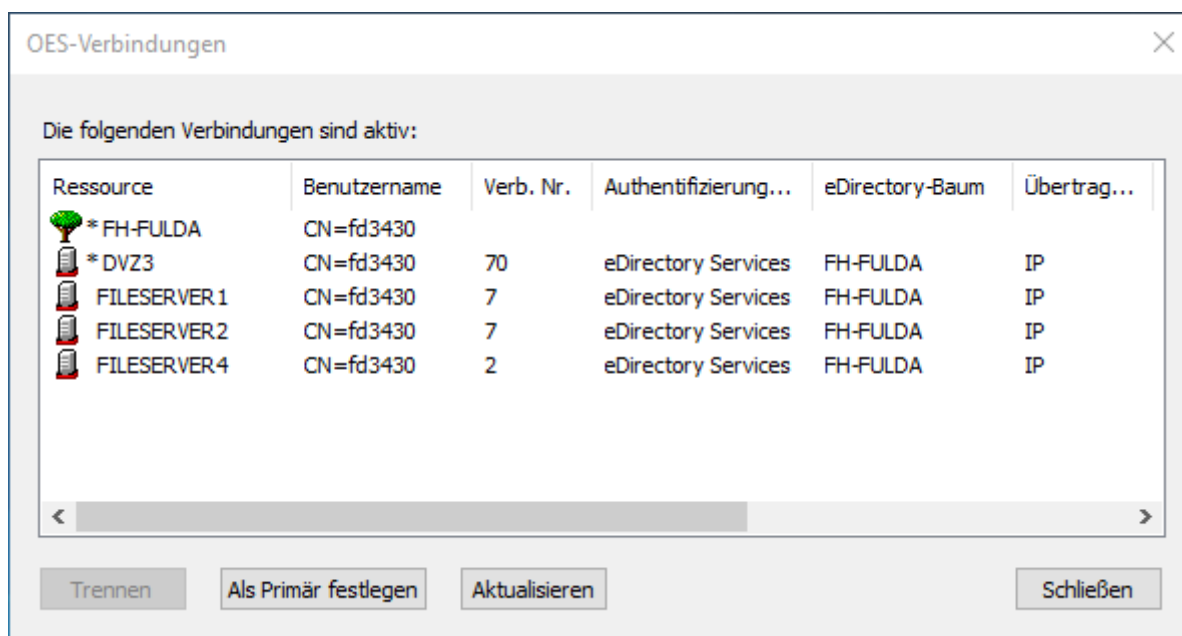 OES-Verbindungen
Die folgenden Verbindungen sind aktiv:
Ressource Benutzername Verb. Nr. Authentifizierung... eDirectory-Baum Übertrag...
* FH-FULDA CN=fd3430
* DVZ3 CN=fd3430 70 eDirectory Services FH-FULDA IP
FILESERVER1 CN=fd3430 7 eDirectory Services FH-FULDA IP
FILESERVER2 CN=fd3430 7 eDirectory Services FH-FULDA IP
FILESERVER4 CN=fd3430 2 eDirectory Services FH-FULDA IP
Trennen Als Primär festlegen Aktualisieren Schließen